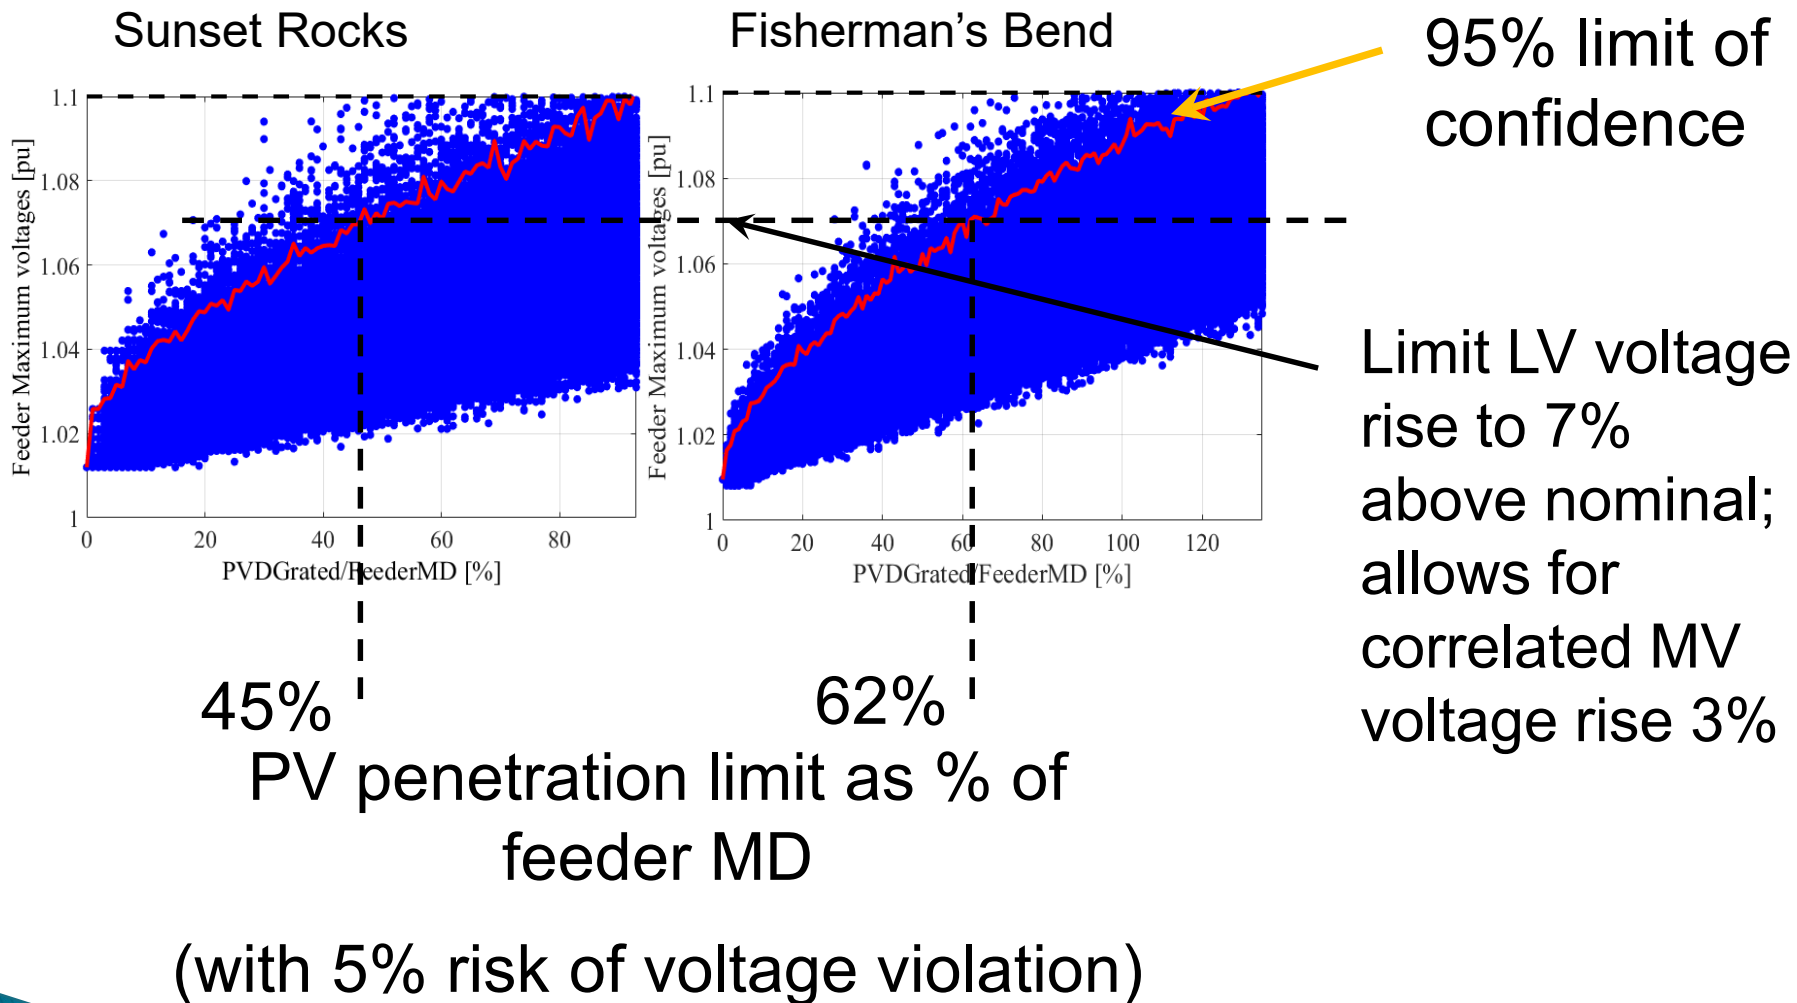 Sunset Rocks
Fisherman's Bend
95% limit of
confidence
Feeder Maximum voltages [pu]
1.1
1.08
1.06
1.04
1.02
1
0
20
40
60
80
PVDGrated/FeederMD [%]
Feeder Maximum voltages [pu]
1.1
1.08
1.06
1.04
1.02
1
0
20
40
60
80
100
120
PVDGrated/FeederMD [%]
Limit LV voltage
rise to 7%
above nominal;
allows for
correlated MV
voltage rise 3%
45%
62%
PV penetration limit as % of
feeder MD
(with 5% risk of voltage violation)